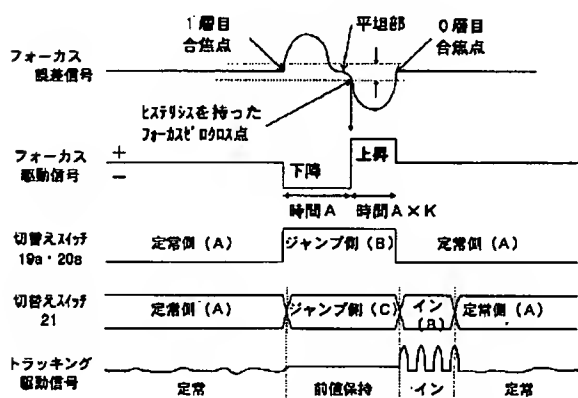 1層目
合焦点
平坦部
0層目
合焦点
フォーカス
誤差信号
ヒステリシスを持った
フォーカスゼロクロス点
フォーカス
駆動信号
+
−
下降
上昇
時間A
時間A×K
切替えスイッチ
19a・20a
定常側(A)
ジャンプ側(B)
定常側(A)
切替えスイッチ
21
定常側(A)
ジャンプ側(C)
イン
(B)
定常側(A)
トラッキング
駆動信号
定常
前値保持
イン
定常